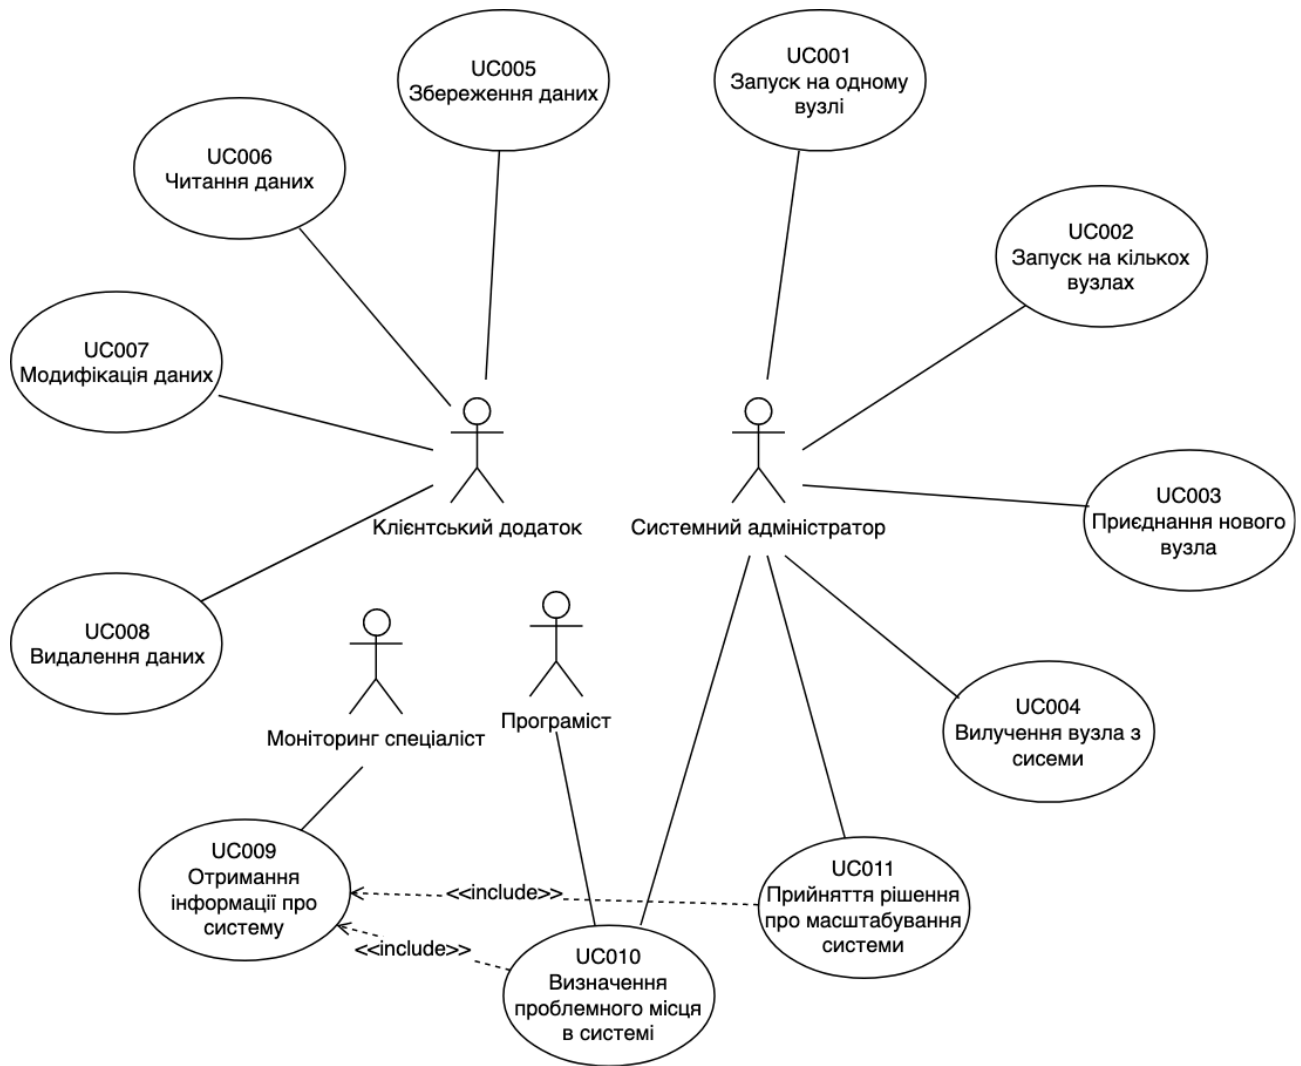 UC005
Збереження даних
UC001
Запуск на одному
вузлі
UC006
Читання даних
UC002
Запуск на кількох
вузлах
UC007
Модифікація даних
Клієнтський додаток
Системний адміністратор
UC003
Приєднання нового
вузла
UC008
Видалення даних
Моніторинг спеціаліст
Програміст
UC004
Вилучення вузла з
сисеми
UC009
Отримання
інформації про
систему
<<include>>
UC011
Прийняття рішення
про масштабування
системи
<<include>>
UC010
Визначення
проблемного місця
в системі